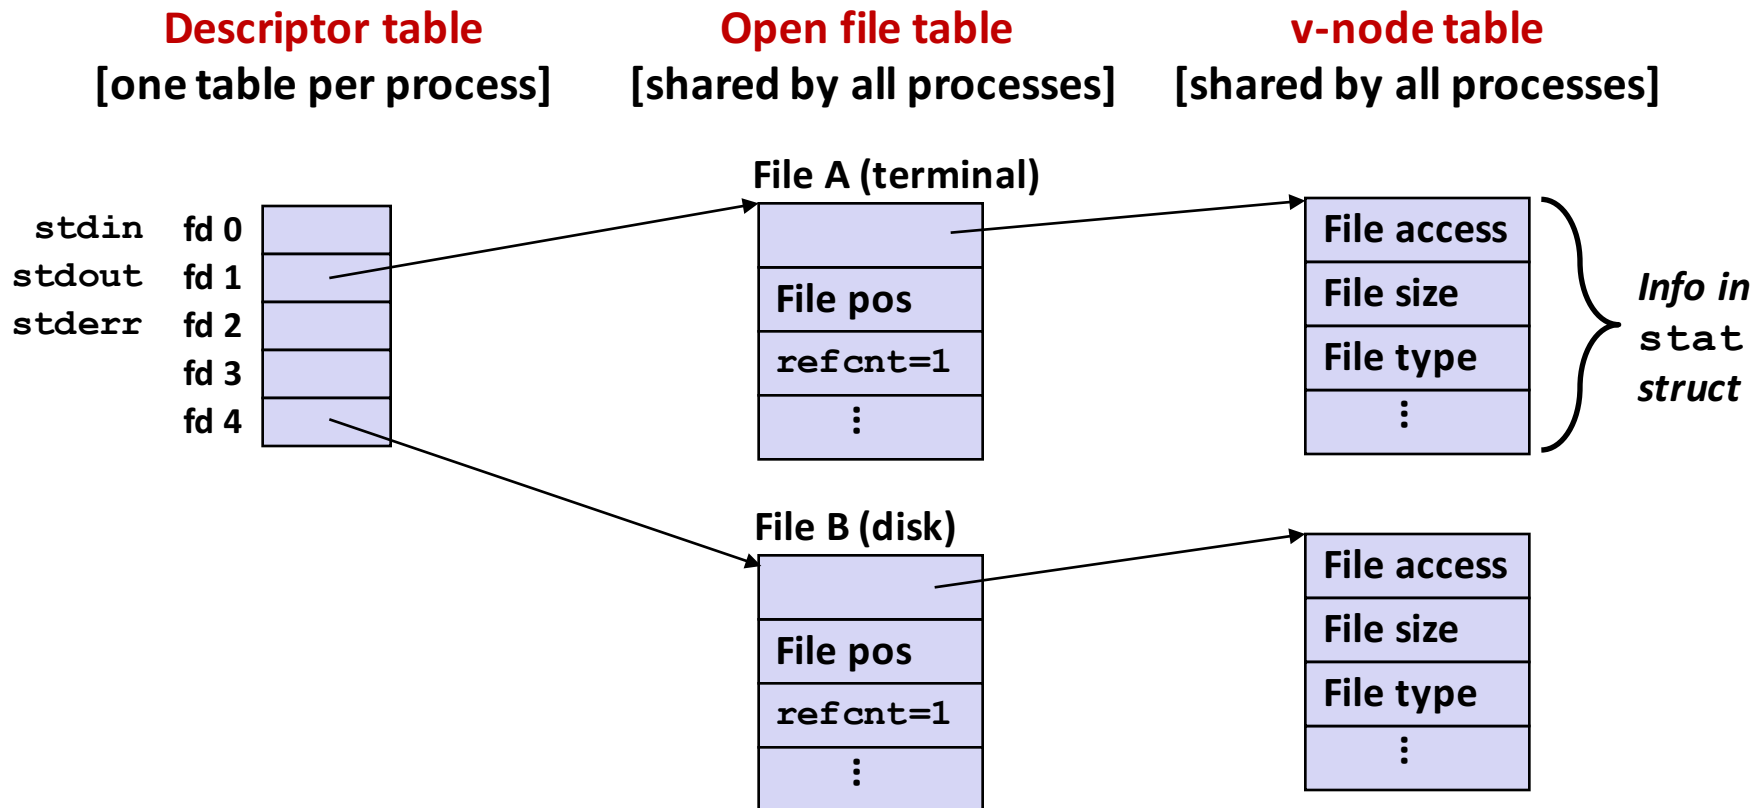 Descriptor table
[one table per process]
Open file table
[shared by all processes]
v-node table
[shared by all processes]
stdin fd 0
stdout fd 1
stderr fd 2
fd 3
fd 4
File A (terminal)
File pos
refcnt=1
⋮
File access
File size
File type
⋮
Info in
stat
struct
File B (disk)
File pos
refcnt=1
⋮
File access
File size
File type
⋮